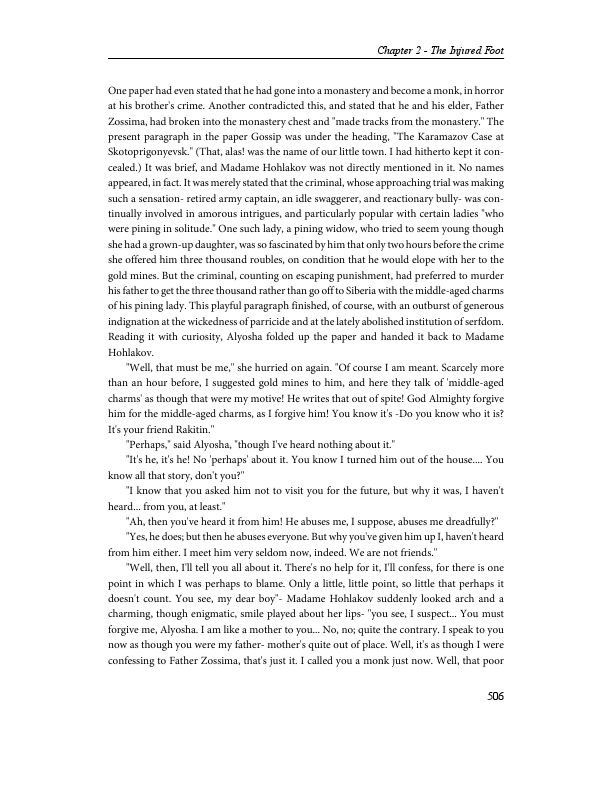 Chapter 2 - The Injured Foot
One paper had even stated that he had gone into a monastery and become a monk, in horror
at his brother's crime. Another contradicted this, and stated that he and his elder, Father
Zossima, had broken into the monastery chest and "made tracks from the monastery." The
present paragraph in the paper Gossip was under the heading, "The Karamazov Case at
Skotoprigonyevsk." (That, alas! was the name of our little town. I had hitherto kept it con-
cealed.) It was brief, and Madame Hohlakov was not directly mentioned in it. No names
appeared, in fact. It was merely stated that the criminal, whose approaching trial was making
such a sensation- retired army captain, an idle swaggerer, and reactionary bully- was con-
tinually involved in amorous intrigues, and particularly popular with certain ladies "who
were pining in solitude." One such lady, a pining widow, who tried to seem young though
she had a grown-up daughter, was so fascinated by him that only two hours before the crime
she offered him three thousand roubles, on condition that he would elope with her to the
gold mines. But the criminal, counting on escaping punishment, had preferred to murder
his father to get the three thousand rather than go off to Siberia with the middle-aged charms
of his pining lady. This playful paragraph finished, of course, with an outburst of generous
indignation at the wickedness of parricide and at the lately abolished institution of serfdom.
Reading it with curiosity, Alyosha folded up the paper and handed it back to Madame
Hohlakov.
"Well, that must be me," she hurried on again. "Of course I am meant. Scarcely more
than an hour before, I suggested gold mines to him, and here they talk of 'middle-aged
charms' as though that were my motive! He writes that out of spite! God Almighty forgive
him for the middle-aged charms, as I forgive him! You know it's -Do you know who it is?
It's your friend Rakitin."
"Perhaps," said Alyosha, "though I've heard nothing about it."
"It's he, it's he! No 'perhaps' about it. You know I turned him out of the house.... You
know all that story, don't you?"
"I know that you asked him not to visit you for the future, but why it was, I haven't
heard... from you, at least."
"Ah, then you've heard it from him! He abuses me, I suppose, abuses me dreadfully?"
"Yes, he does; but then he abuses everyone. But why you've given him up I, haven't heard
from him either. I meet him very seldom now, indeed. We are not friends."
"Well, then, I'll tell you all about it. There's no help for it, I'll confess, for there is one
point in which I was perhaps to blame. Only a little, little point, so little that perhaps it
doesn't count. You see, my dear boy"- Madame Hohlakov suddenly looked arch and a
charming, though enigmatic, smile played about her lips- "you see, I suspect... You must
forgive me, Alyosha. I am like a mother to you... No, no; quite the contrary. I speak to you
now as though you were my father- mother's quite out of place. Well, it's as though I were
confessing to Father Zossima, that's just it. I called you a monk just now. Well, that poor
506